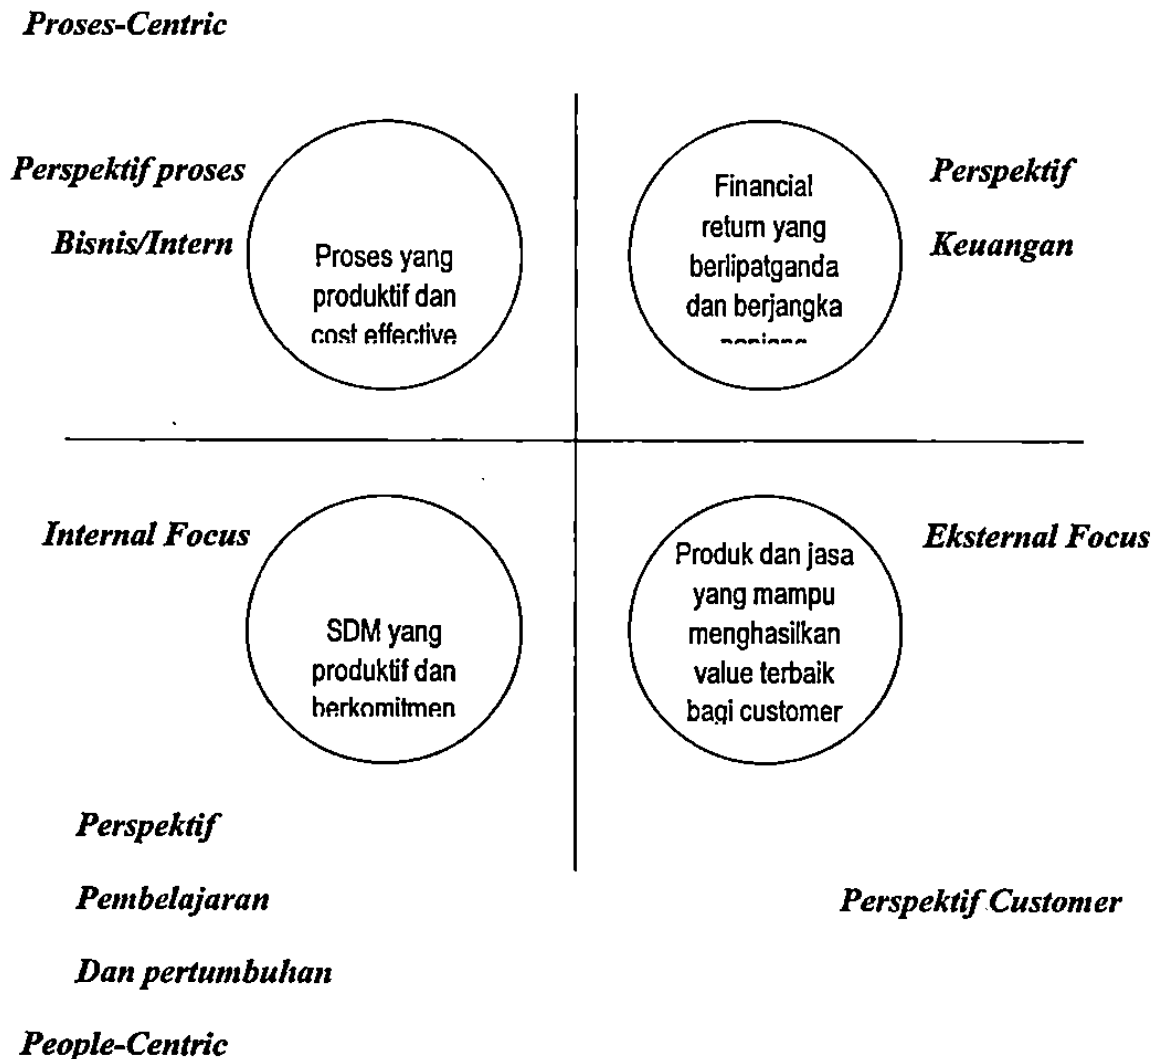 Proses-Centric
Perspektif proses
Bisnis/Intern
Proses yang
produktif dan
cost effective
Financial
return yang
berlipatganda
dan berjangka
Perspektif
Keuangan
Internal Focus
SDM yang
produktif dan
berkomitmen
Produk dan jasa
yang mampu
menghasilkan
value terbaik
bagi customer
Eksternal Focus
Perspektif
Pembelajaran
Dan pertumbuhan
Perspektif Customer
People-Centric